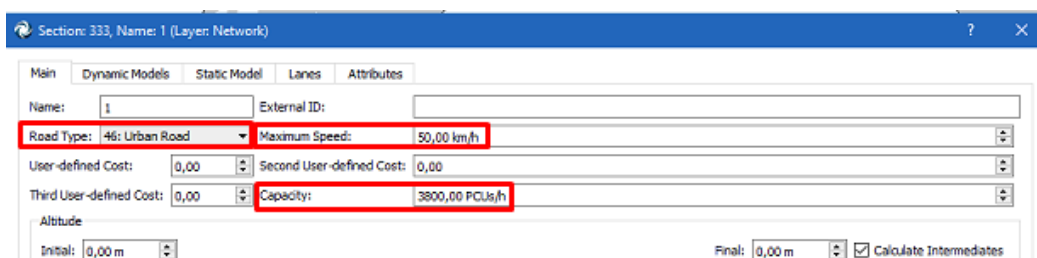 Section: 333, Name: 1 (Layer: Network) ? ×
Main Dynamic Models Static Model Lanes Attributes
Name: 1 External ID:
Road Type: 46: Urban Road Maximum Speed: 50,00 km/h
User-defined Cost: 0,00 Second User-defined Cost: 0,00
Third User-defined Cost: 0,00 Capacity: 3800,00 PCUs/h
Altitude
Initial: 0,00 m Final: 0,00 m Calculate Intermediates